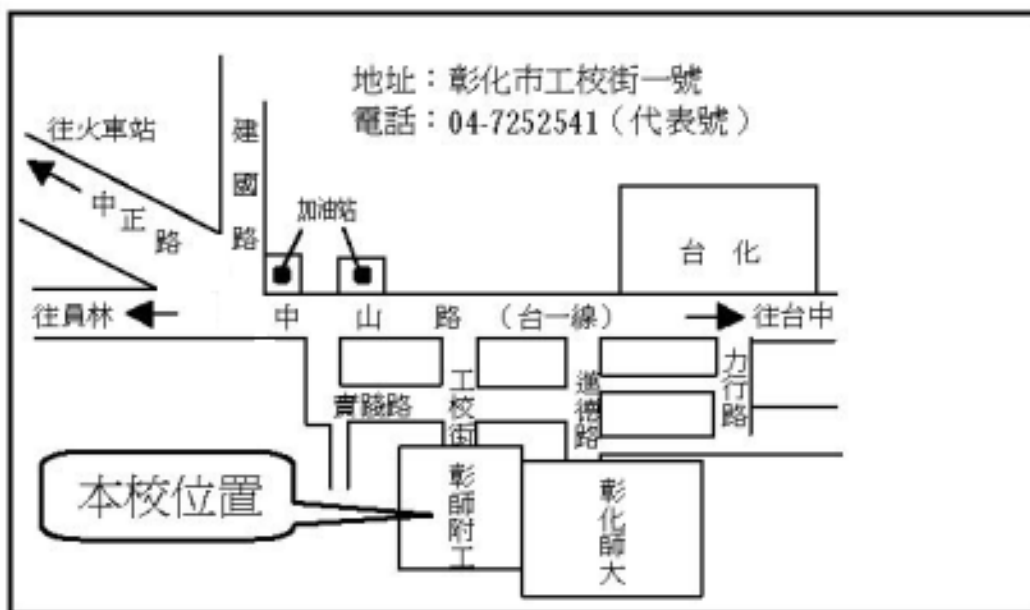 地址：彰化市工校街一號
電話：04-7252541（代表號）
往火車站
中正路
建國路
加油站
台 化
往員林
中 山 路 （台一線）
往台中
實踐路
工校街
道德路
力行路
本校位置
彰師附工
彰化師大